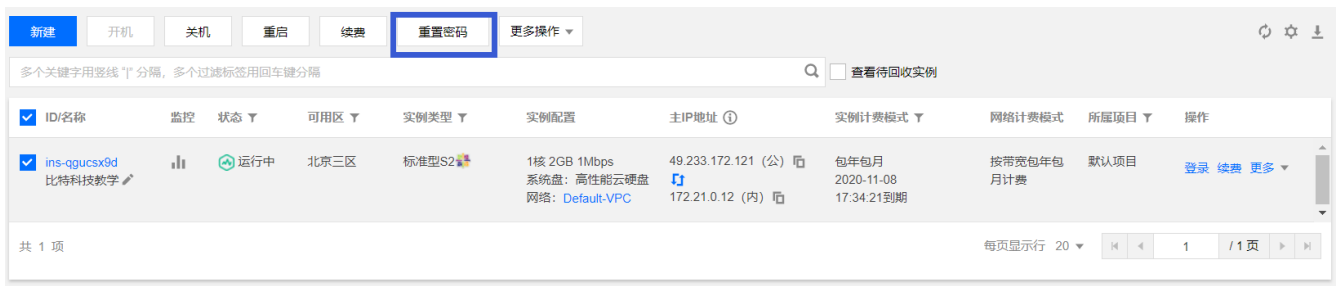 新建 开机 关机 重启 续费 重置密码 更多操作
多个关键字用竖线 "|" 分隔，多个过滤标签用回车键分隔 查看待回收实例
ID/名称 监控 状态 可用区 实例类型 实例配置 主IP地址 实例计费模式 网络计费模式 所属项目 操作
ins-qgucsx9d 运行中 北京三区 标准型S2 1核 2GB 1Mbps 49.233.172.121 (公) 包年包月 按带宽包年包 默认项目 登录 续费 更多
比特科技教学 系统盘：高性能云硬盘 2020-11-08 月计费
网络：Default-VPC 172.21.0.12 (内) 17:34:21到期
共 1 项 每页显示行 20 1 / 1 页